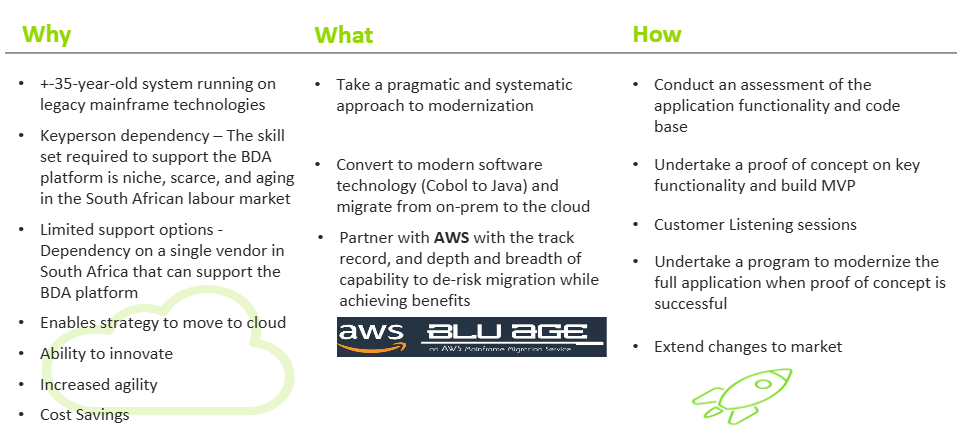 Why
+-35-year-old system running on
legacy mainframe technologies
Keyperson dependency – The skill
set required to support the BDA
platform is niche, scarce, and aging
in the South African labour market
Limited support options -
Dependency on a single vendor in
South Africa that can support the
BDA platform
Enables strategy to move to cloud
Ability to innovate
Increased agility
Cost Savings
What
Take a pragmatic and systematic
approach to modernization
Convert to modern software
technology (Cobol to Java) and
migrate from on-prem to the cloud
Partner with AWS with the track
record, and depth and breadth of
capability to de-risk migration while
achieving benefits
aws BLU AGE
an AWS Mainframe Migration Service
How
Conduct an assessment of the
application functionality and code
base
Undertake a proof of concept on key
functionality and build MVP
Customer Listening sessions
Undertake a program to modernize the
full application when proof of concept is
successful
Extend changes to market